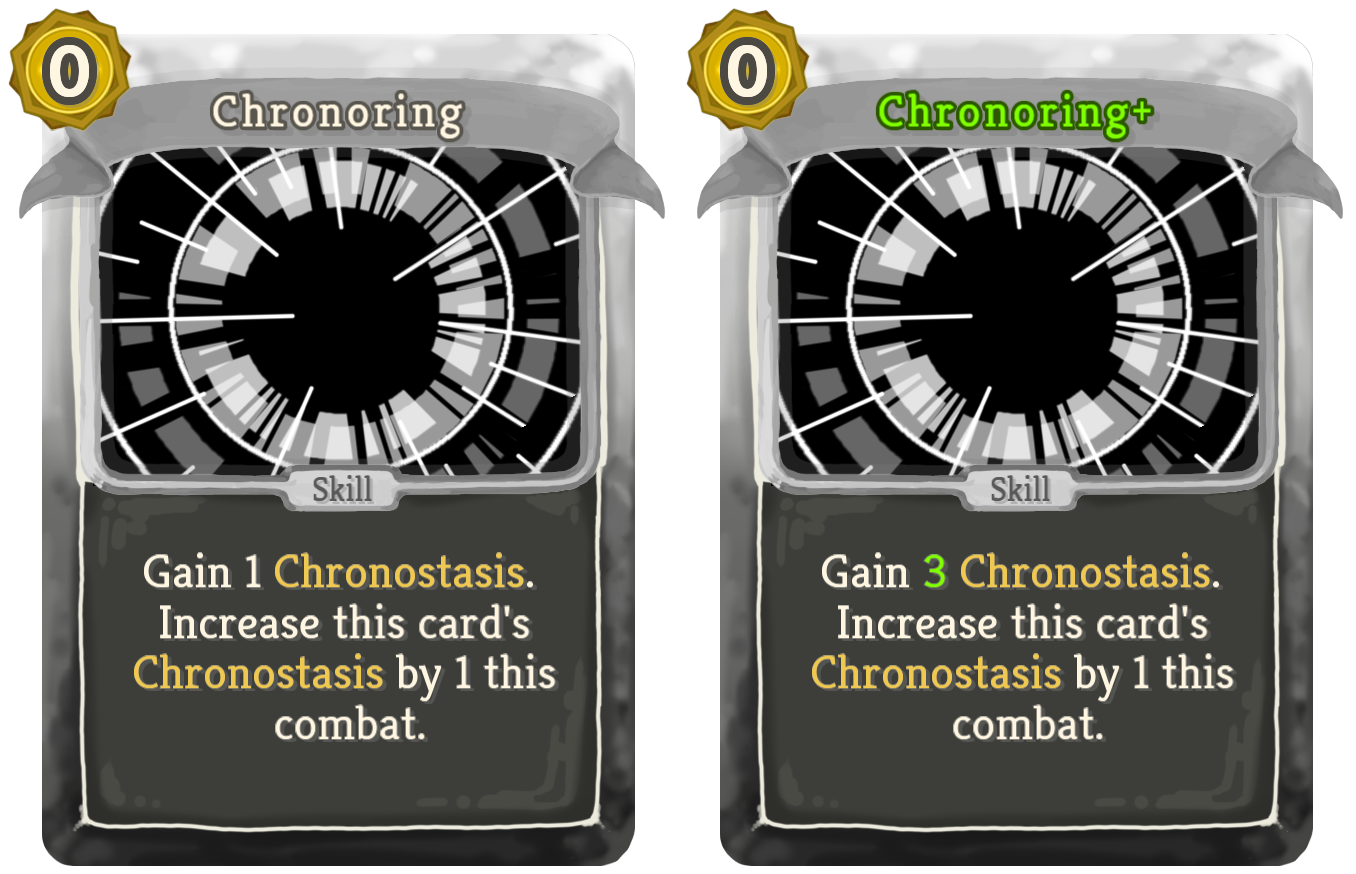 0
Chronoring
Skill
Gain 1 Chronostasis.
Increase this card's
Chronostasis by 1 this
combat.
0
Chronoring+
Skill
Gain 3 Chronostasis.
Increase this card's
Chronostasis by 1 this
combat.